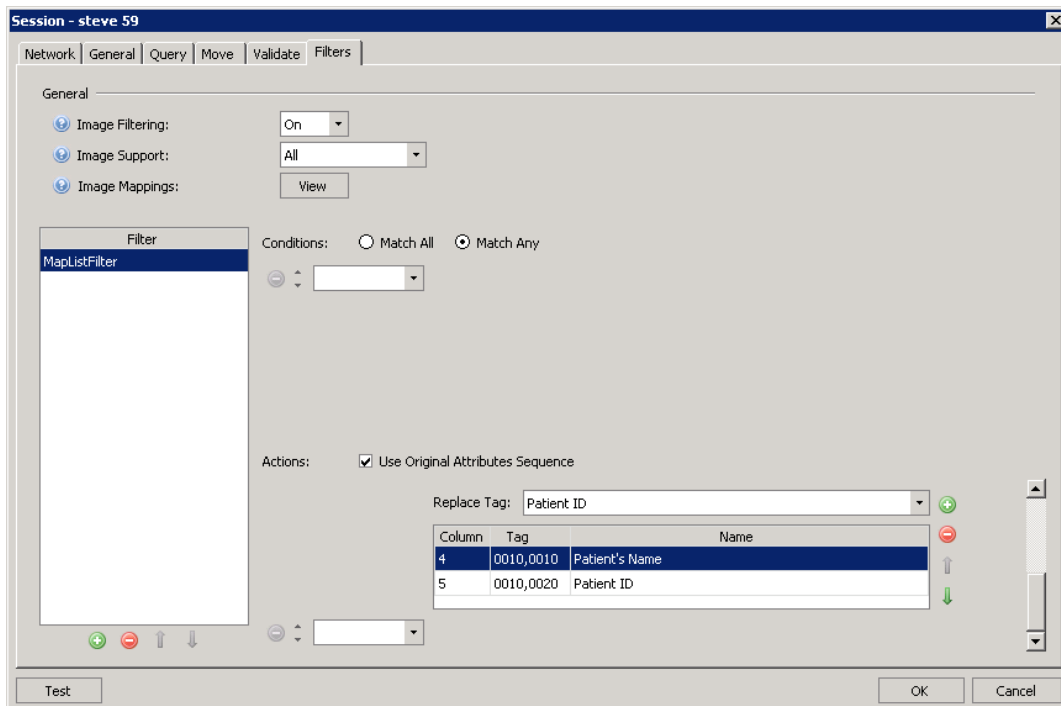 Session - steve 59
Network General Query Move Validate Filters
General
Image Filtering: On
Image Support: All
Image Mappings: View
Filter
MapListFilter
Conditions: Match All Match Any
Actions: Use Original Attributes Sequence
Replace Tag: Patient ID
Column Tag Name
4 0010,0010 Patient's Name
5 0010,0020 Patient ID
Test OK Cancel